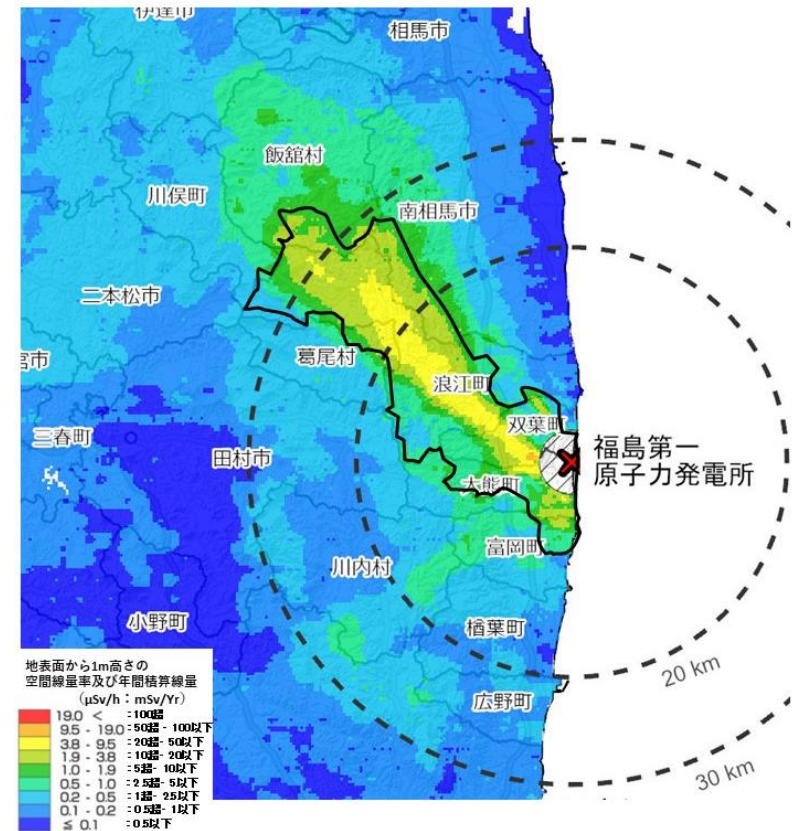 伊達市
相馬市
飯舘村
川俣町
南相馬市
二本松市
葛尾村
宮市
浪江町
双葉町
三春町
田村市
福島第一
原子力発電所
大熊町
富岡町
川内村
小野町
楢葉町
20 km
広野町
30 km
地表面から1m高さの
空間線量率及び年間積算線量
(μSv/h:mSv/Yr)
19.0 < :100超
9.5 - 19.0 :50超 - 100以下
3.8 - 9.5 :20超 - 50以下
1.9 - 3.8 :10超 - 20以下
1.0 - 1.9 :5超 - 10以下
0.5 - 1.0 :2.5超 - 5以下
0.2 - 0.5 :1超 - 2.5以下
0.1 - 0.2 :0.5超 - 1以下
≤ 0.1 :0.5以下